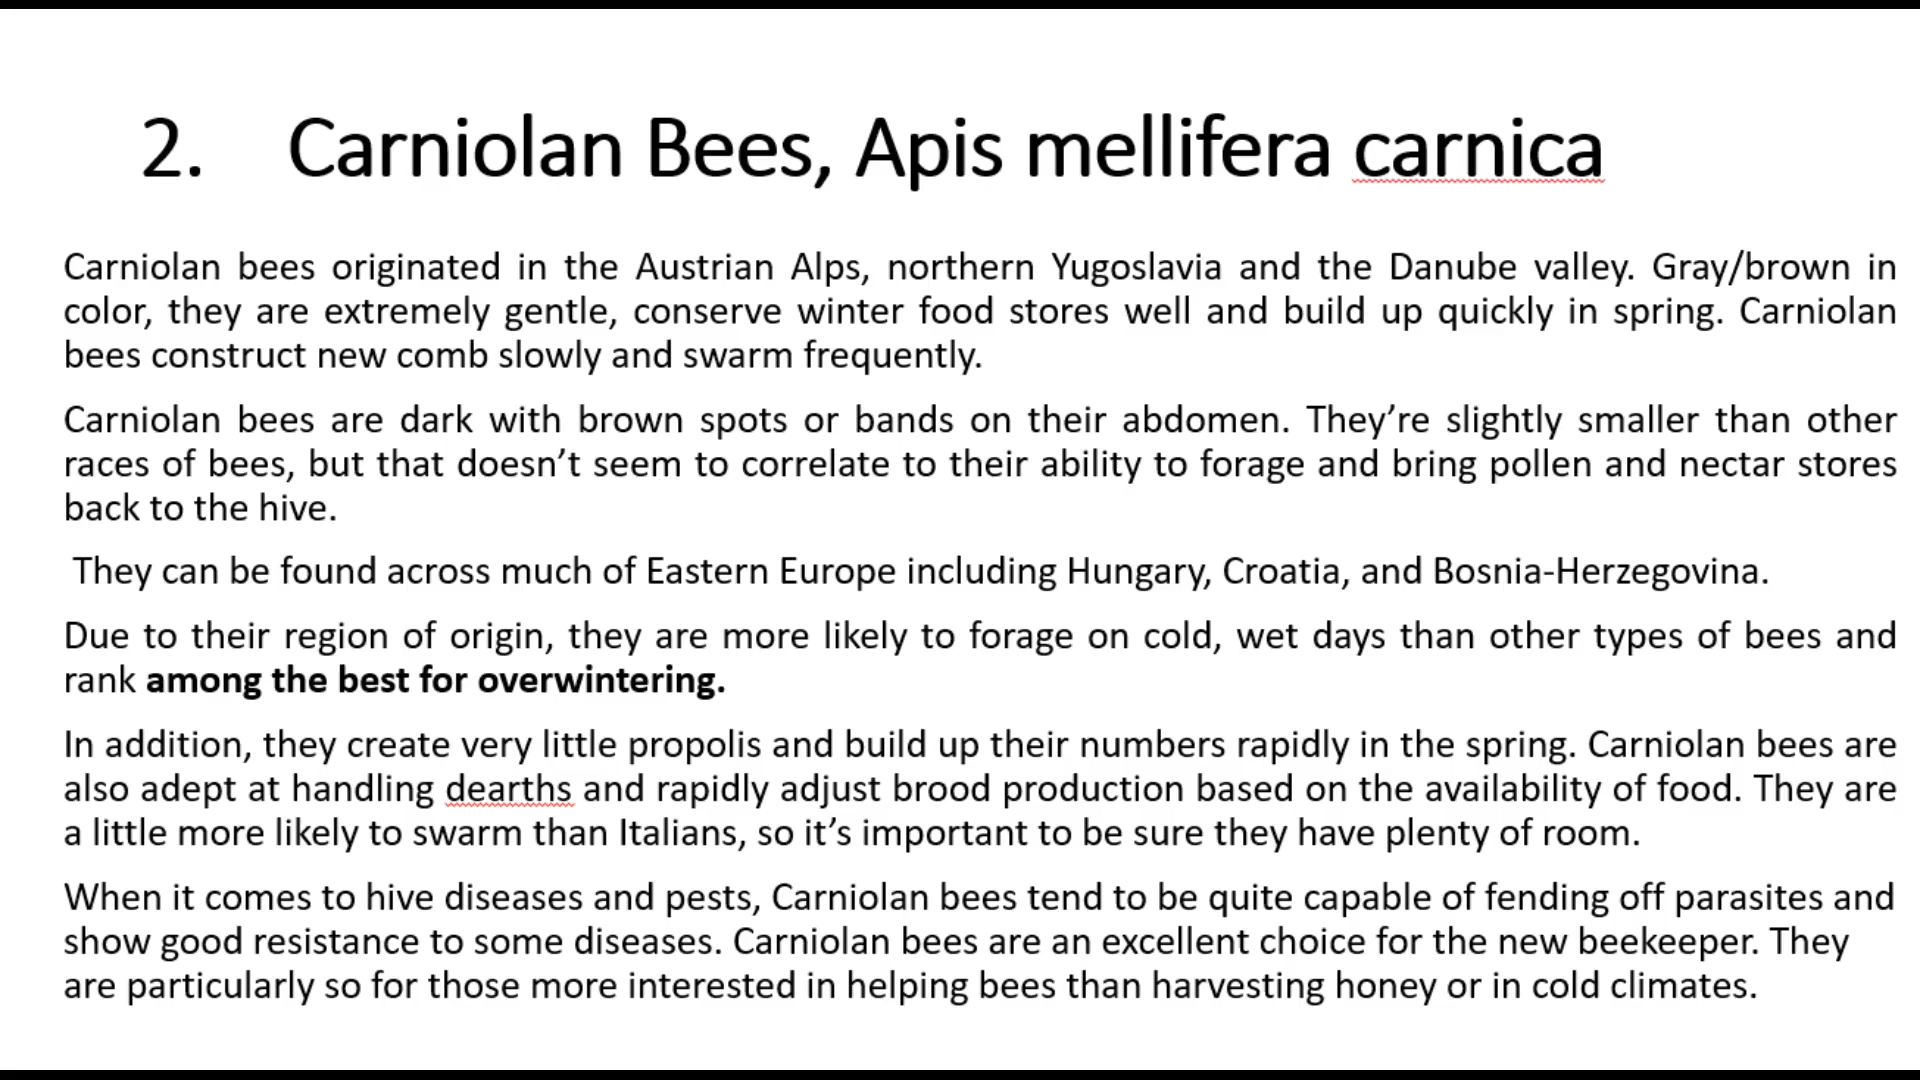 2. Carniolan Bees, Apis mellifera carnica
Carniolan bees originated in the Austrian Alps, northern Yugoslavia and the Danube valley. Gray/brown in
color, they are extremely gentle, conserve winter food stores well and build up quickly in spring. Carniolan
bees construct new comb slowly and swarm frequently.
Carniolan bees are dark with brown spots or bands on their abdomen. They’re slightly smaller than other
races of bees, but that doesn’t seem to correlate to their ability to forage and bring pollen and nectar stores
back to the hive.
They can be found across much of Eastern Europe including Hungary, Croatia, and Bosnia-Herzegovina.
Due to their region of origin, they are more likely to forage on cold, wet days than other types of bees and
rank among the best for overwintering.
In addition, they create very little propolis and build up their numbers rapidly in the spring. Carniolan bees are
also adept at handling dearths and rapidly adjust brood production based on the availability of food. They are
a little more likely to swarm than Italians, so it’s important to be sure they have plenty of room.
When it comes to hive diseases and pests, Carniolan bees tend to be quite capable of fending off parasites and
show good resistance to some diseases. Carniolan bees are an excellent choice for the new beekeeper. They
are particularly so for those more interested in helping bees than harvesting honey or in cold climates.